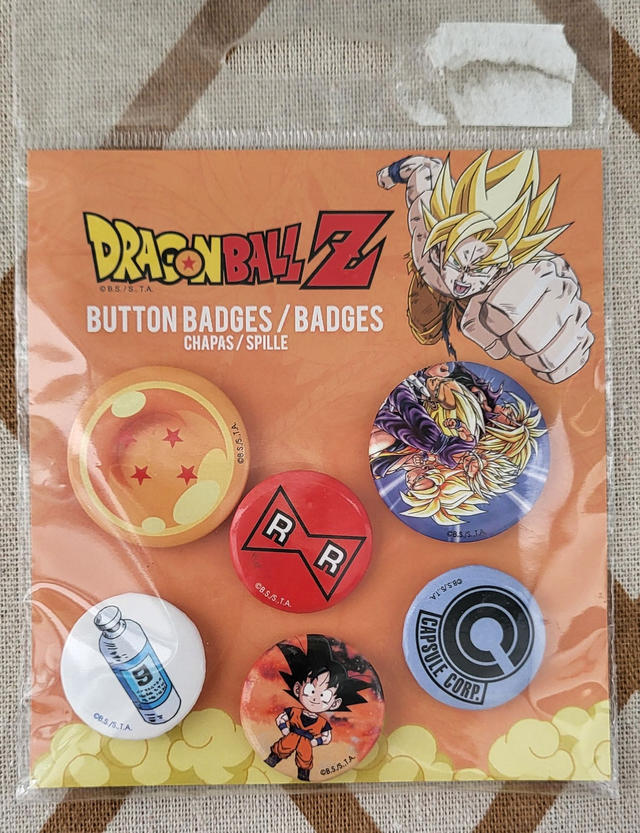 DRAGON BALL Z
©B.S./S.,T.A.
BUTTON BADGES / BADGES
CHAPAS / SPILLE
©B.S./S.,T.A.
©B.S./S.,T.A.
R R
©B.S./S.,T.A.
©B.S./S.,T.A.
CAPSULE CORP.
©B.S./S.,T.A.
©B.S./S.,T.A.